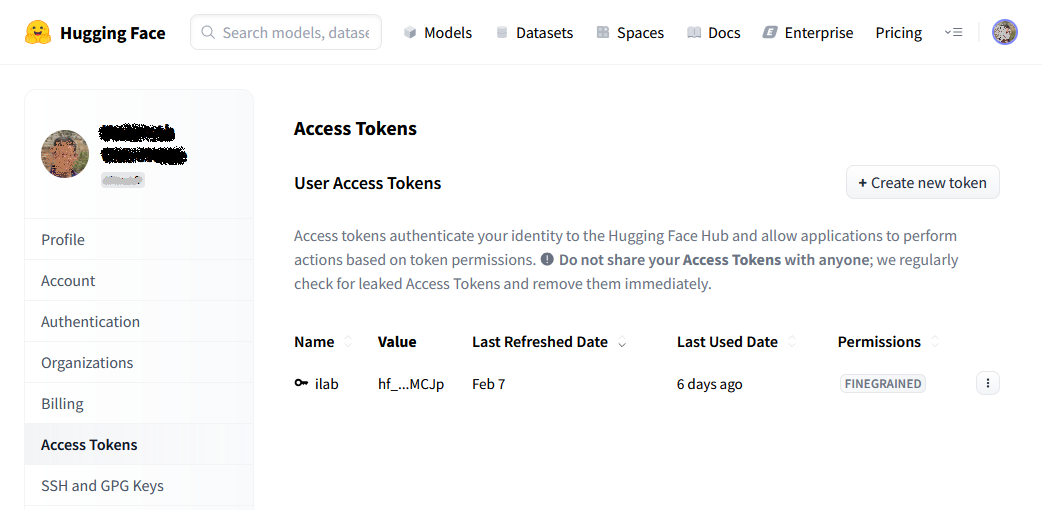 Hugging Face
Search models, datase
Models
Datasets
Spaces
Docs
Enterprise
Pricing
Profile
Account
Authentication
Organizations
Billing
Access Tokens
SSH and GPG Keys
Access Tokens
User Access Tokens
+ Create new token
Access tokens authenticate your identity to the Hugging Face Hub and allow applications to perform
actions based on token permissions. Do not share your Access Tokens with anyone; we regularly
check for leaked Access Tokens and remove them immediately.
Name Value Last Refreshed Date Last Used Date Permissions
ilab hf_...MCJp Feb 7 6 days ago FINEGRAINED